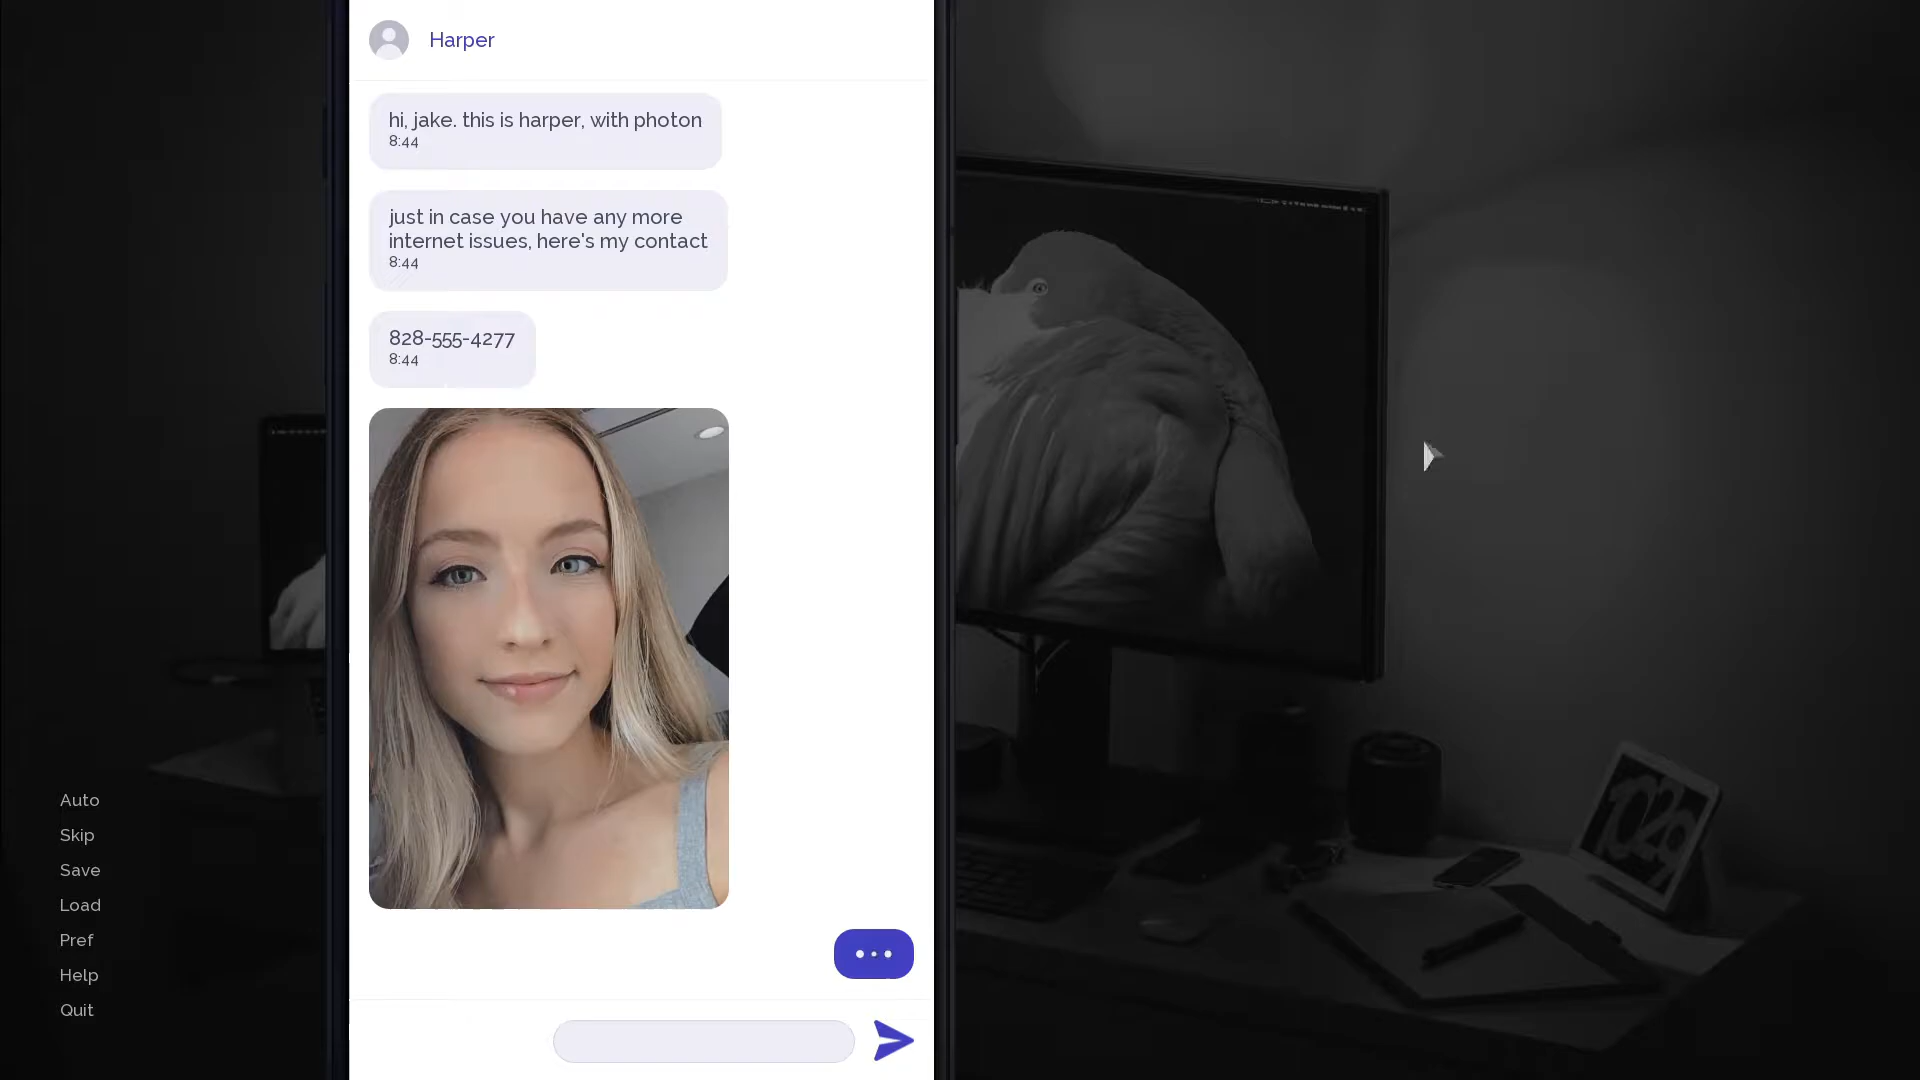 Harper
hi, jake. this is harper, with photon
8:44
just in case you have any more
internet issues, here's my contact
8:44
828-555-4277
8:44
1029
Auto
Skip
Save
Load
Pref
Help
Quit